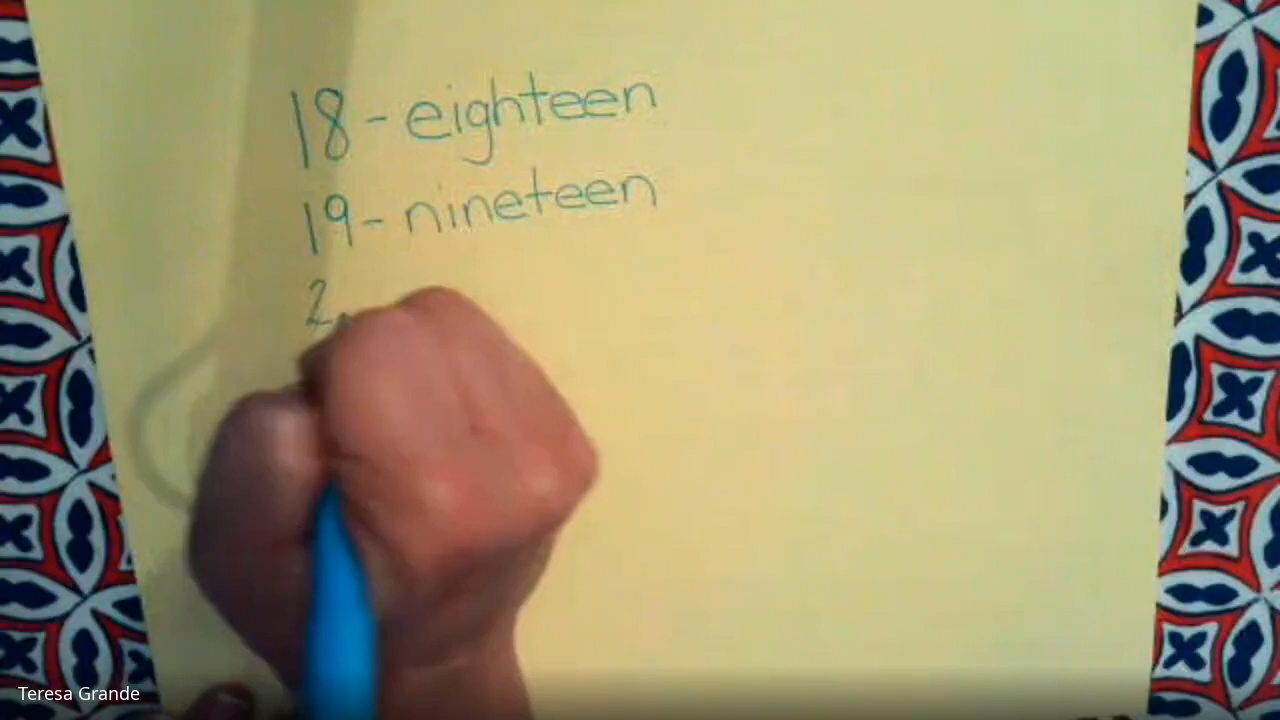 18 - eighteen
19 - nineteen
2
Teresa Grande